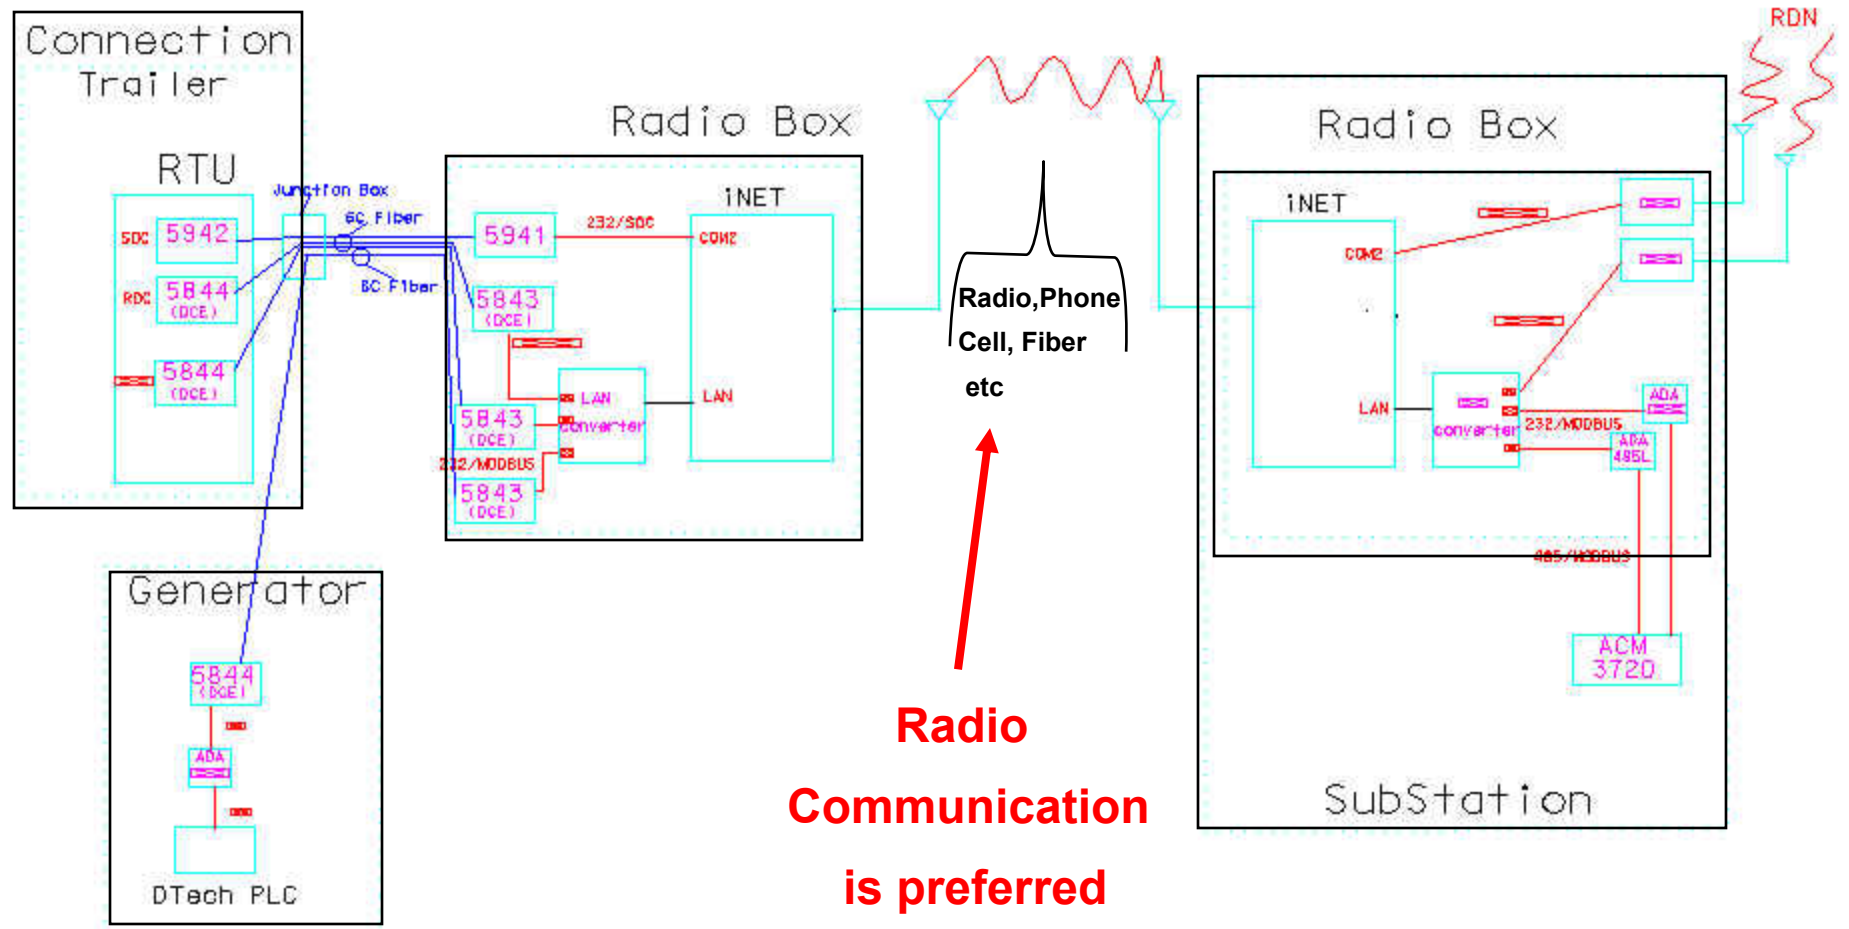 Connection
Trailer
RTU
SDC
5942
RDC
5844
(DCE)
5844
(DCE)
Junction Box
6C Fiber
6C Fiber
Generator
5844
(DCE)
ADA
DTech PLC
Radio Box
5941
232/SDC
iNET
COM2
5843
(DCE)
LAN
converter
LAN
5843
(DCE)
232/MODBUS
5843
(DCE)
Radio,Phone
Cell, Fiber
etc
Radio
Communication
is preferred
RDN
Radio Box
iNET
COM2
LAN
converter
232/MODBUS
ADA
ADA
485L
485/MODBUS
ACM
3720
SubStation